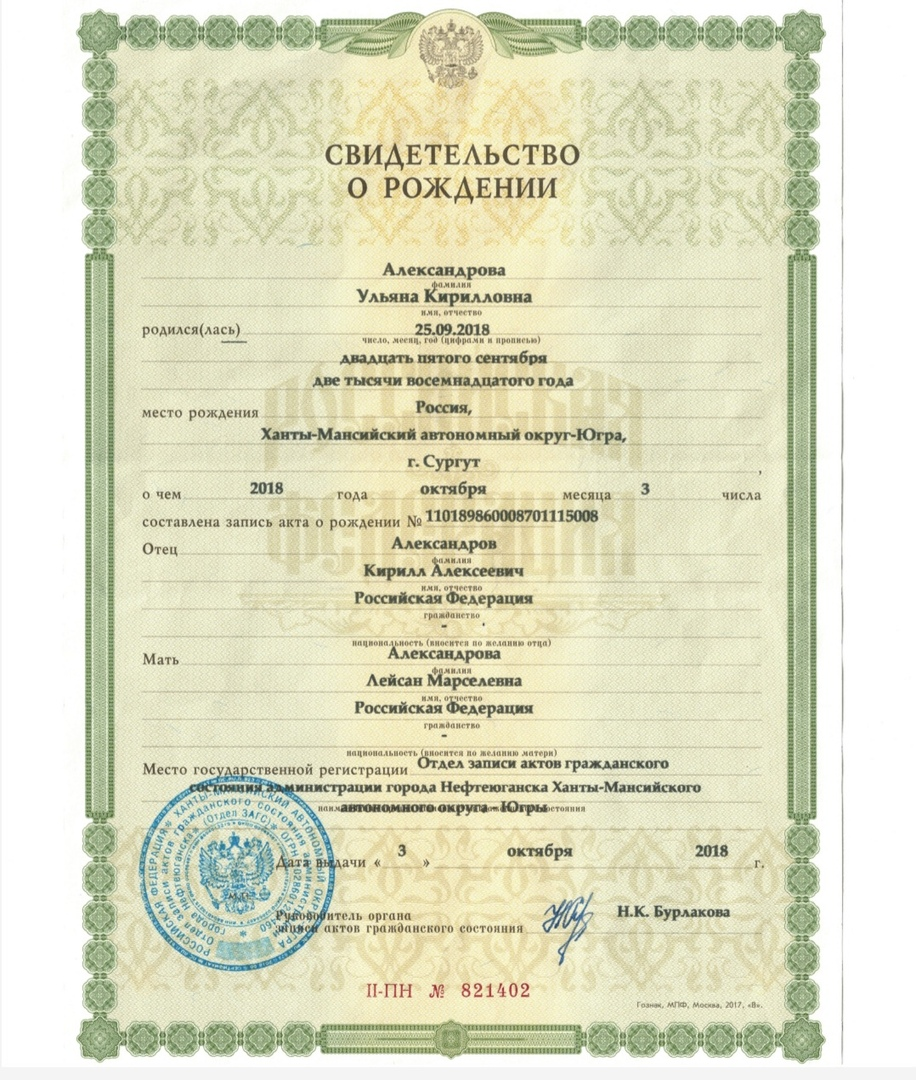 СВИДЕТЕЛЬСТВО
О РОЖДЕНИИ
Александрова
фамилия
Ульяна Кирилловна
имя, отчество
родился(лась) 25.09.2018
число, месяц, год (цифрами и прописью)
двадцать пятого сентября
две тысячи восемнадцатого года
место рождения Россия,
Ханты-Мансийский автономный округ-Югра,
г. Сургут ,
о чем 2018 года октября месяца 3 числа
составлена запись акта о рождении № 110189860008701115008
Отец Александров
фамилия
Кирилл Алексеевич
имя, отчество
Российская Федерация
гражданство
-
национальность (вносится по желанию отца)
Мать Александрова
фамилия
Лейсан Марселевна
имя, отчество
Российская Федерация
гражданство
-
национальность (вносится по желанию матери)
Место государственной регистрации Отдел записи актов гражданского
состояния администрации города Нефтеюганска Ханты-Мансийского
автономного округа - Югры
Дата выдачи « 3 » октября 2018 г.
Руководитель органа
записи актов гражданского состояния Н.К. Бурлакова
II-ПН № 821402
Гознак, МПФ, Москва, 2017, «В».